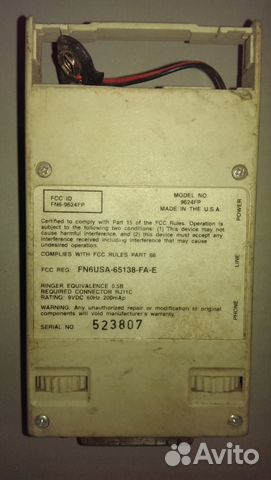 FCC ID
FN6-9624FP
MODEL NO.
9624FP
MADE IN THE U.S.A.
Certified to comply with Part 15 of the FCC Rules. Operation is
subject to the following two conditions: (1) This device may not
cause harmful interference, and (2) this device must accept any
interference received including interference that may cause
undesired operation.
COMPLIES WITH FCC RULES PART 68
FCC REG: FN6USA-65138-FA-E
RINGER EQUIVALENCE 0.5B
REQUIRED CONNECTOR RJ11C
RATING: 9VDC 60Hz 200mAp
WARNING: Any unauthorized repair or modification to original
components will void manufacturer's warranty.
SERIAL NO. 523807
POWER
LINE
PHONE
Avito